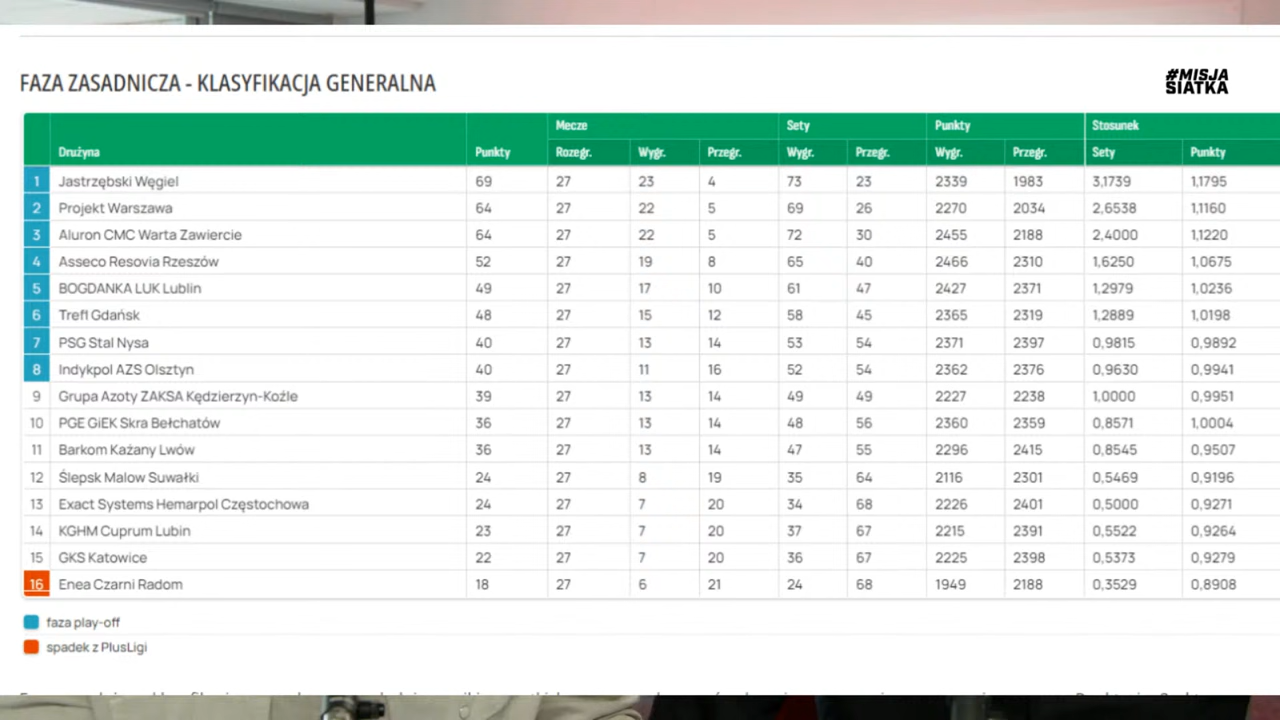 FAZA ZASADNICZA - KLASYFIKACJA GENERALNA
#MISJA
SIATKA
Mecze Sety Punkty Stosunek
Drużyna Punkty Rozegr. Wygr. Przegr. Wygr. Przegr. Wygr. Przegr. Sety Punkty
1 Jastrzębski Węgiel 69 27 23 4 73 23 2339 1983 3,1739 1,1795
2 Projekt Warszawa 64 27 22 5 69 26 2270 2034 2,6538 1,1160
3 Aluron CMC Warta Zawiercie 64 27 22 5 72 30 2455 2188 2,4000 1,1220
4 Asseco Resovia Rzeszów 52 27 19 8 65 40 2466 2310 1,6250 1,0675
5 BOGDANKA LUK Lublin 49 27 17 10 61 47 2427 2371 1,2979 1,0236
6 Trefl Gdańsk 48 27 15 12 58 45 2365 2319 1,2889 1,0198
7 PSG Stal Nysa 40 27 13 14 53 54 2371 2397 0,9815 0,9892
8 Indykpol AZS Olsztyn 40 27 11 16 52 54 2362 2376 0,9630 0,9941
9 Grupa Azoty ZAKSA Kędzierzyn-Koźle 39 27 13 14 49 49 2227 2238 1,0000 0,9951
10 PGE GiEK Skra Bełchatów 36 27 13 14 48 56 2360 2359 0,8571 1,0004
11 Barkom Każany Lwów 36 27 13 14 47 55 2296 2415 0,8545 0,9507
12 Ślepsk Malow Suwałki 24 27 8 19 35 64 2116 2301 0,5469 0,9196
13 Exact Systems Hemarpol Częstochowa 24 27 7 20 34 68 2226 2401 0,5000 0,9271
14 KGHM Cuprum Lubin 23 27 7 20 37 67 2215 2391 0,5522 0,9264
15 GKS Katowice 22 27 7 20 36 67 2225 2398 0,5373 0,9279
16 Enea Czarni Radom 18 27 6 21 24 68 1949 2188 0,3529 0,8908
faza play-off
spadek z PlusLigi